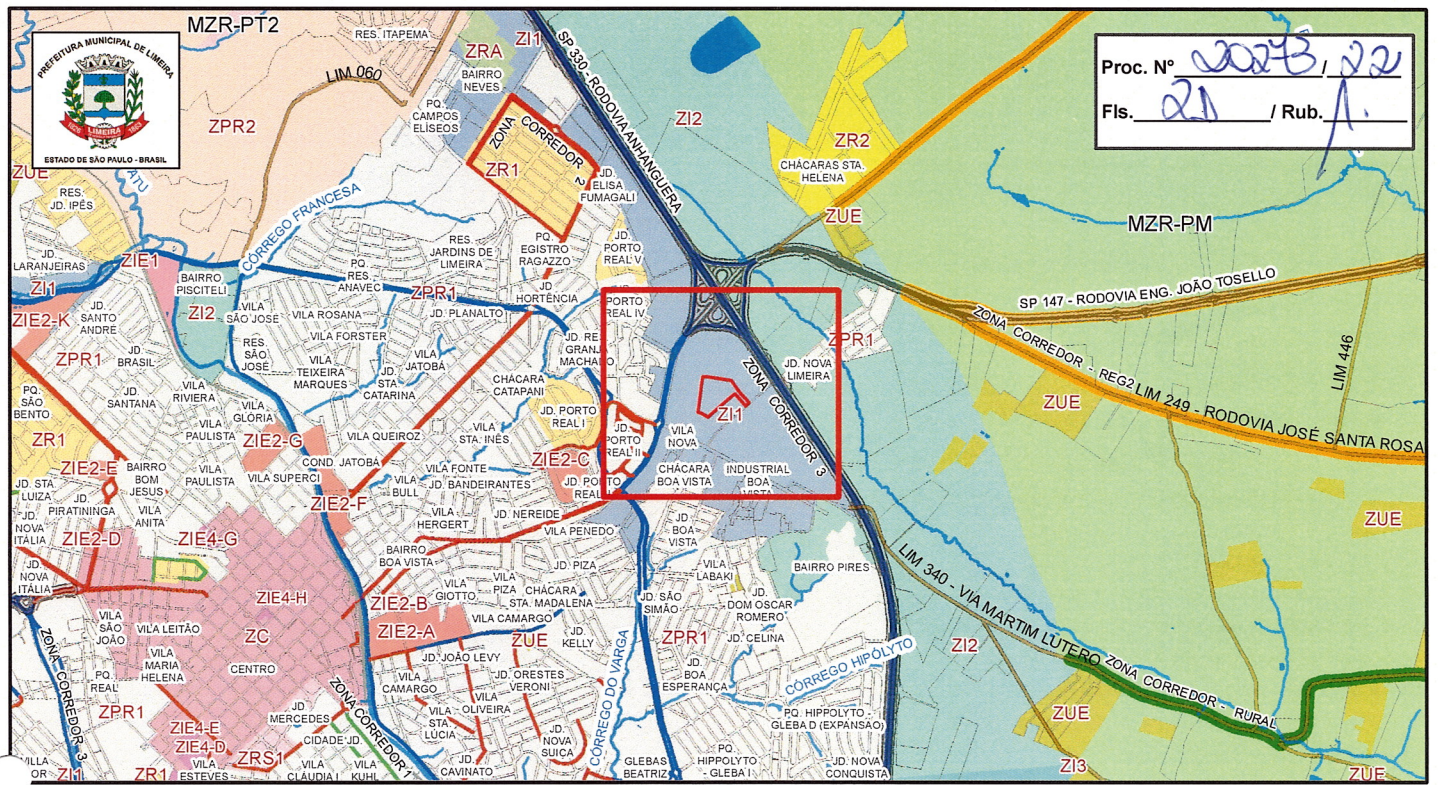 MZR-PT2
PREFEITURA MUNICIPAL DE LIMEIRA
1826 LIMEIRA 1863
ESTADO DE SÃO PAULO - BRASIL
Proc. Nº 20273 / 22
Fls. 21 / Rub.
RES. ITAPEMA
ZI1
ZRA
BAIRRO
NEVES
LIM 060
PQ.
CAMPOS
ELÍSEOS
ZPR2
SP 330 - RODOVIA ANHANGUERA
ZI2
ZR2
CHÁCARAS STA.
HELENA
ZONA CORREDOR 2
ZR1
JD.
ELISA
FUMAGALI
ZUE
RES.
JD. IPÊS
CÓRREGO FRANCESA
ZUE
MZR-PM
JD.
LARANJEIRAS
ZIE1
ZI1
BAIRRO
PISCITELI
ZI2
RES.
JARDINS DE
LIMEIRA
PQ.
EGISTRO
RAGAZZO
JD.
PORTO
REAL V
PQ.
RES.
ANAVEC
ZPR1
JD
HORTÊNCIA
SP 147 - RODOVIA ENG. JOÃO TOSELLO
ZONA CORREDOR - REG2
LIM 249 - RODOVIA JOSÉ SANTA ROSA
LIM 446
ZIE2-K
JD.
SANTO
ANDRÉ
VILA
SÃO JOSÉ
VILA ROSANA
JD. PLANALTO
PORTO
REAL IV
VILA FORSTER
ZPR1
JD.
BRASIL
RES.
SÃO
JOSÉ
VILA
TEIXEIRA
MARQUES
JD.
STA.
CATARINA
VILA
JATOBÁ
JD. RES.
GRANJA
MACHADO
ZPR1
JD. NOVA
LIMEIRA
ZONA CORREDOR 3
PQ.
SÃO
BENTO
JD.
SANTANA
VILA
RIVIERA
CHÁCARA
CATAPANI
ZI1
ZUE
VILA
GLÓRIA
JD. PORTO
REAL I
ZR1
VILA
PAULISTA
ZIE2-G
VILA QUEIROZ
VILA
STA. INÊS
JD.
PORTO
REAL II
VILA
NOVA
ZIE2-E
BAIRRO
BOM
JESUS
VILA
PAULISTA
COND. JATOBÁ
VILA SUPERCI
VILA FONTE
ZIE2-C
JD. STA
LUIZA
JD.
PIRATININGA
VILA
BULL
JD. BANDEIRANTES
JD. PORTO
REAL
CHÁCARA
BOA VISTA
INDUSTRIAL
BOA
VISTA
ZPR1
VILA
ANITA
ZIE2-F
JD.
NOVA
ITÁLIA
ZIE2-D
ZIE4-G
VILA
HERGERT
JD. NEREIDE
VILA PENEDO
JD
BOA
VISTA
ZUE
BAIRRO
BOA VISTA
JD. PIZA
VILA
LABAKI
BAIRRO PIRES
LIM 340 - VIA MARTIM LUTERO
JD.
NOVA
ITÁLIA
ZIE4-H
ZIE2-B
VILA
GIOTTO
VILA
PIZA
CHÁCARA
STA. MADALENA
JD. SÃO
SIMÃO
JD.
DOM OSCAR
ROMERO
VILA
SÃO
JOÃO
VILA LEITÃO
ZC
ZIE2-A
VILA CAMARGO
ZUE
JD.
KELLY
ZPR1
JD. CELINA
ZI2
ZONA CORREDOR 3
VILA
MARIA
HELENA
CENTRO
JD. JOÃO LEVY
VILA
CAMARGO
JD. ORESTES
VERONI
CÓRREGO DO VARGA
JD.
BOA
ESPERANÇA
CÓRREGO HIPÓLYTO
ZONA CORREDOR - RURAL
PQ.
REAL
ZPR1
ZONA CORREDOR 1
VILA
OLIVEIRA
ZIE4-E
JD
MERCEDES
VILA
STA.
LÚCIA
PQ. HIPPOLYTO -
GLEBA D (EXPANSÃO)
ZUE
ZIE4-D
ZRS1
CIDADE JD.
JD.
NOVA
SUIÇA
ZI1
ZR1
VILA
ESTEVES
VILA
CLÁUDIA I
VILA
KUHL
JD.
CAVINATO
GLEBAS
BEATRIZ
PQ.
HIPPOLYTO
- GLEBA I
JD. NOVA
CONQUISTA
ZI3
ZUE